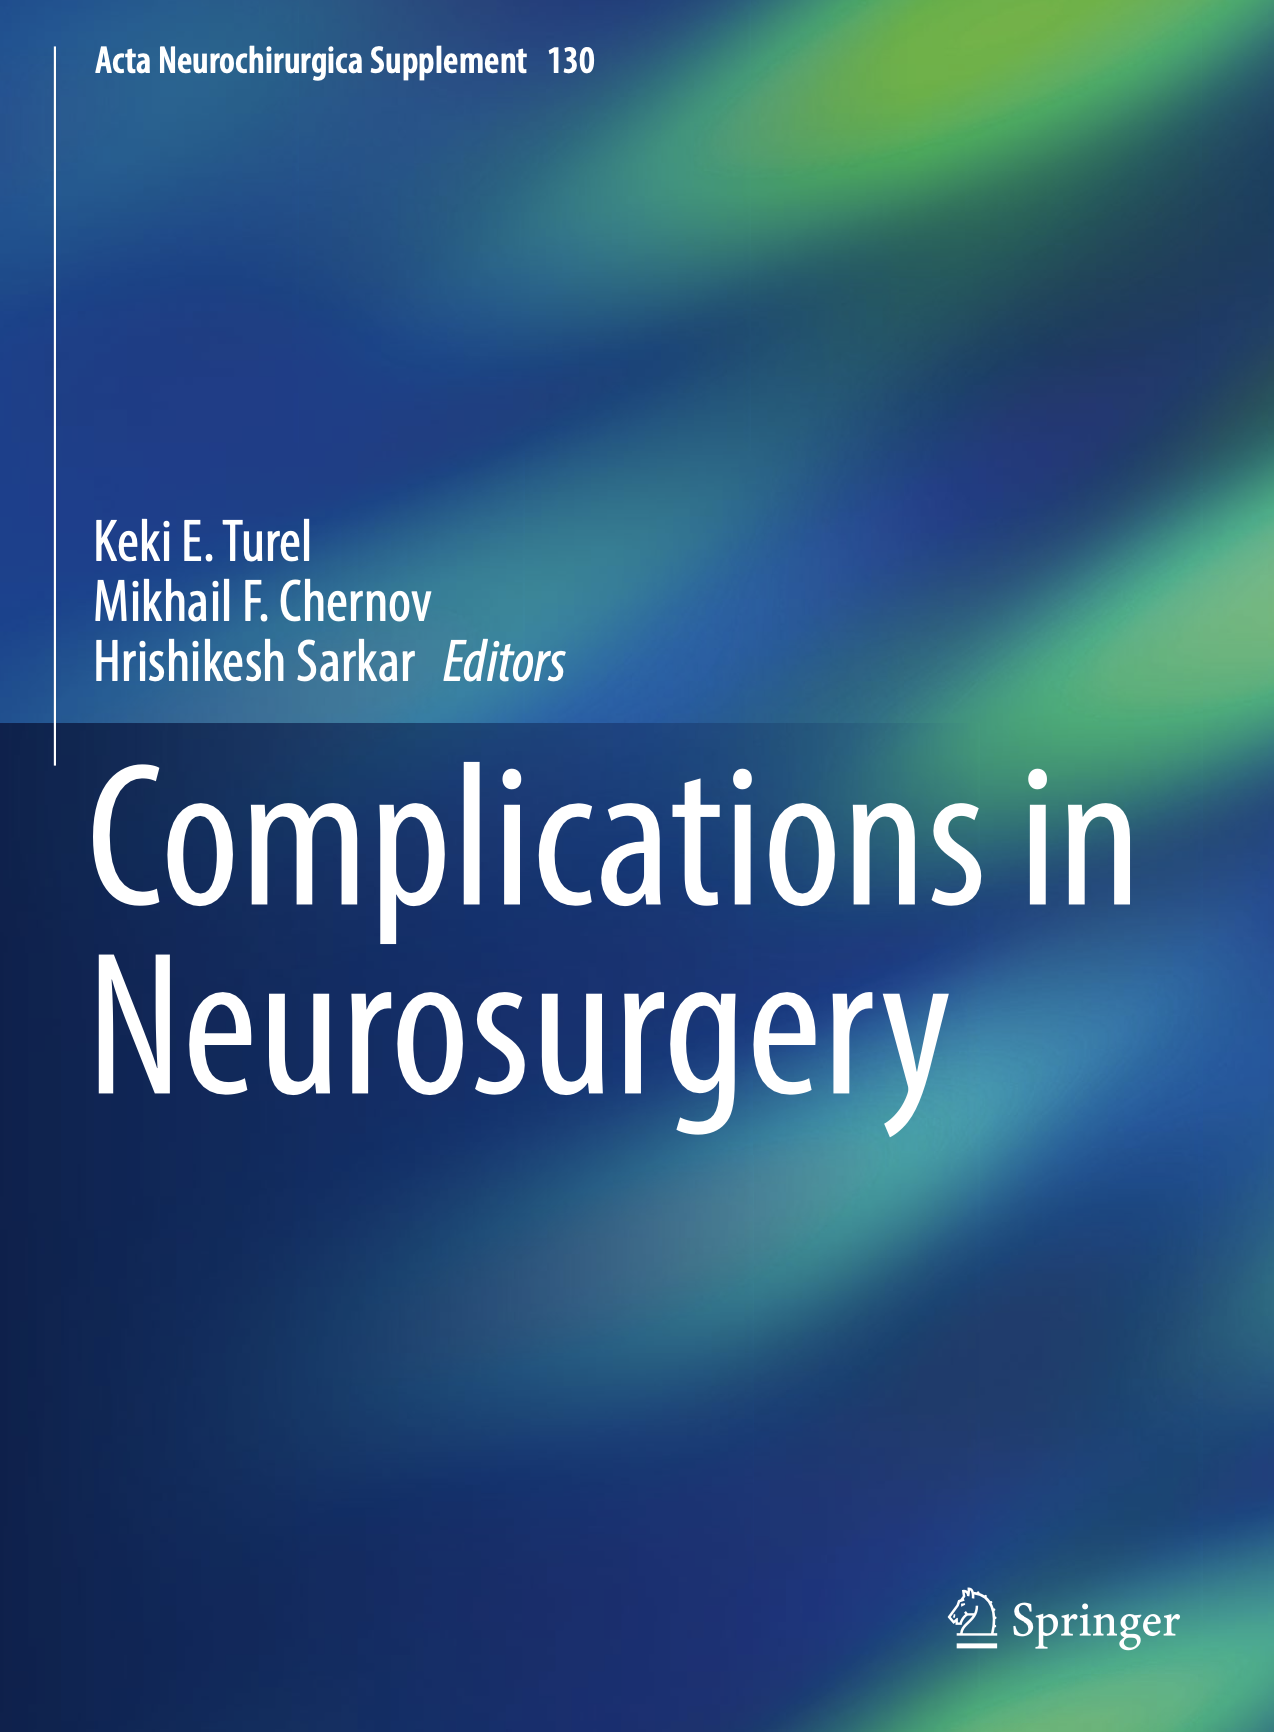 Acta Neurochirurgica Supplement 130
Keki E. Turel
Mikhail F. Chernov
Hrishikesh Sarkar Editors
Complications in
Neurosurgery
Springer